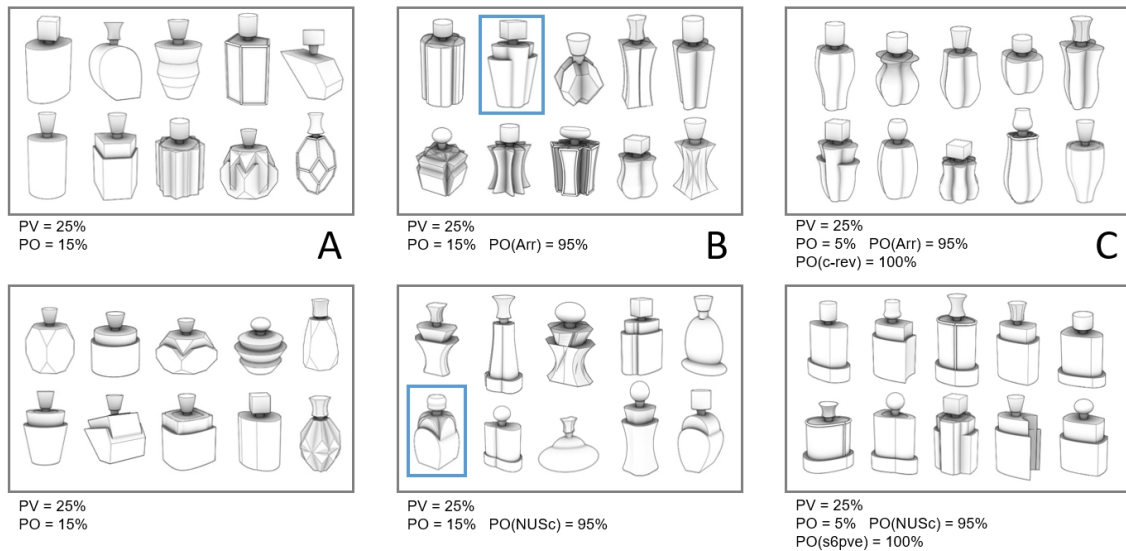 PV = 25%
PO = 15%
A
PV = 25%
PO = 15% PO(Arr) = 95%
B
PV = 25%
PO = 5% PO(Arr) = 95%
PO(c-rev) = 100%
C
PV = 25%
PO = 15%
PV = 25%
PO = 15% PO(NUSc) = 95%
PV = 25%
PO = 5% PO(NUSc) = 95%
PO(s6pve) = 100%